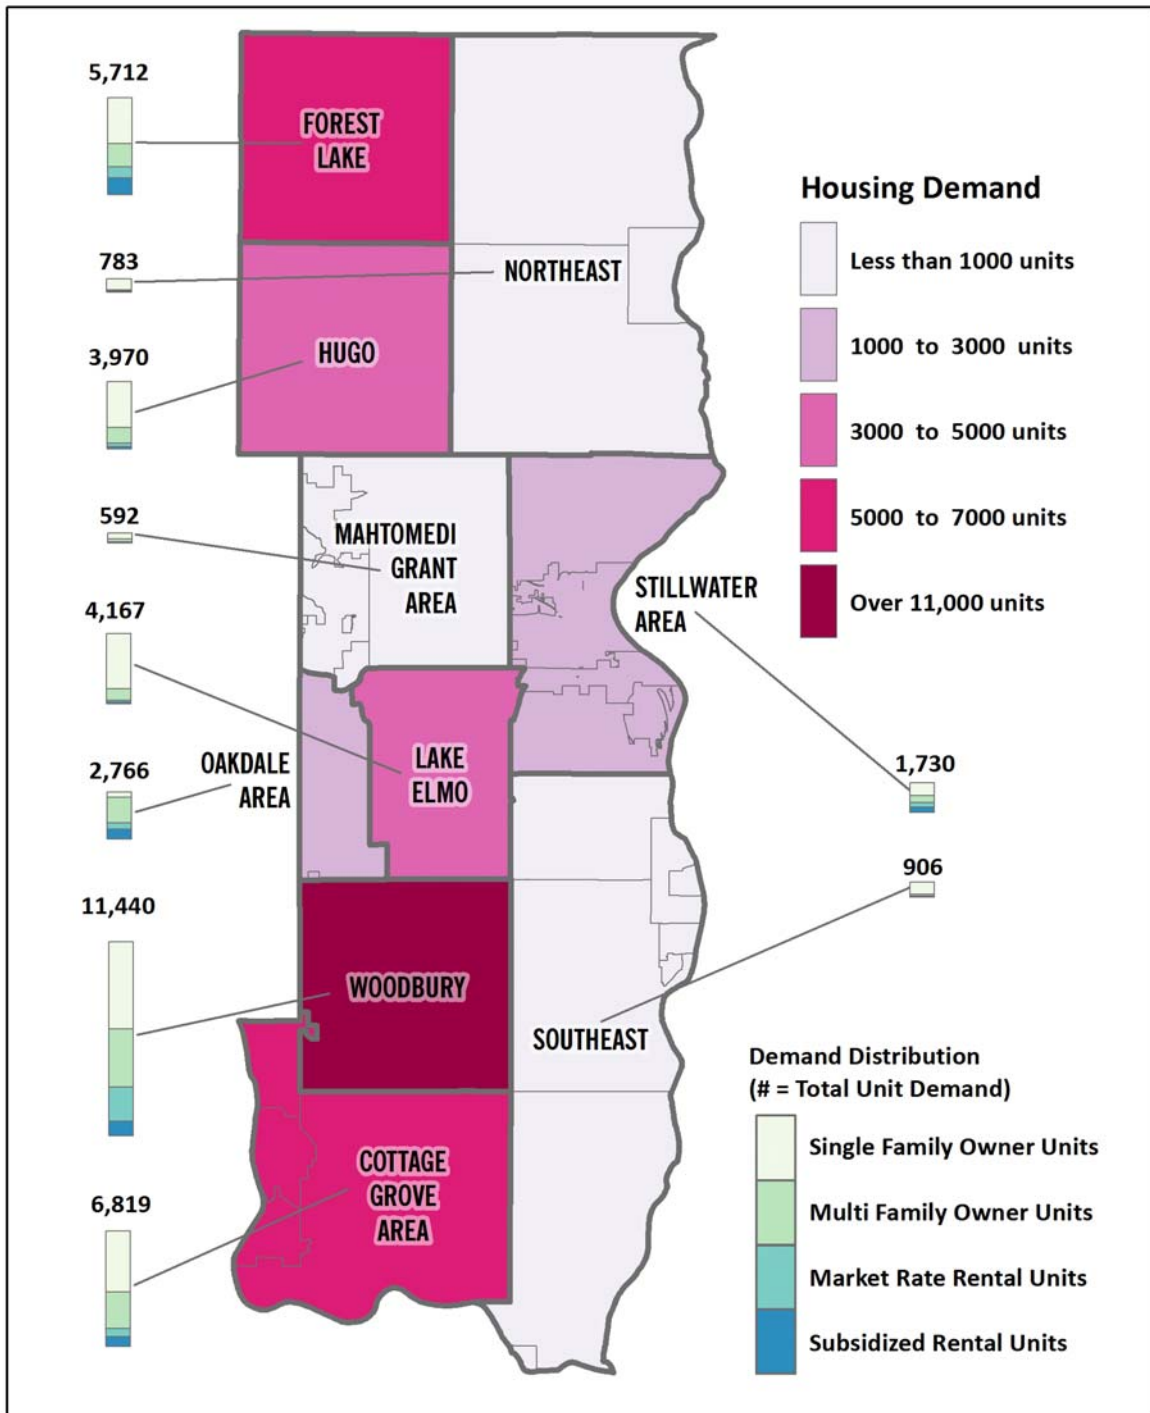 5,712
FOREST
LAKE
Housing Demand
Less than 1000 units
783
NORTHEAST
1000 to 3000 units
3,970
HUGO
3000 to 5000 units
592
5000 to 7000 units
MAHTOMEDI
GRANT
AREA
STILLWATER
AREA
Over 11,000 units
4,167
OAKDALE
AREA
LAKE
ELMO
2,766
1,730
906
11,440
WOODBURY
SOUTHEAST
Demand Distribution
(# = Total Unit Demand)
Single Family Owner Units
Multi Family Owner Units
Market Rate Rental Units
Subsidized Rental Units
COTTAGE
GROVE
AREA
6,819